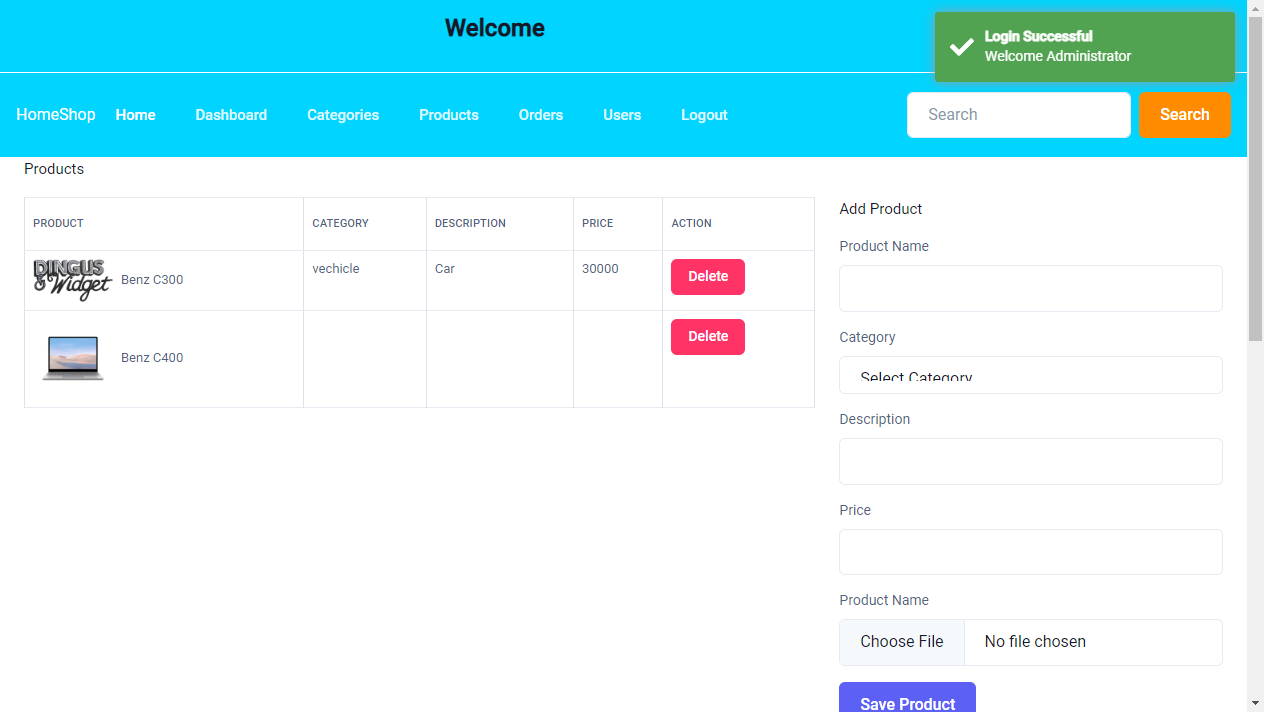 Welcome
Login Successful
Welcome Administrator
HomeShop Home Dashboard Categories Products Orders Users Logout Search Search
Products
PRODUCT CATEGORY DESCRIPTION PRICE ACTION
DINGUS & Widget Benz C300 vechicle Car 30000 Delete
Benz C400 Delete
Add Product
Product Name
Category
Select Category
Description
Price
Product Name
Choose File No file chosen
Save Product